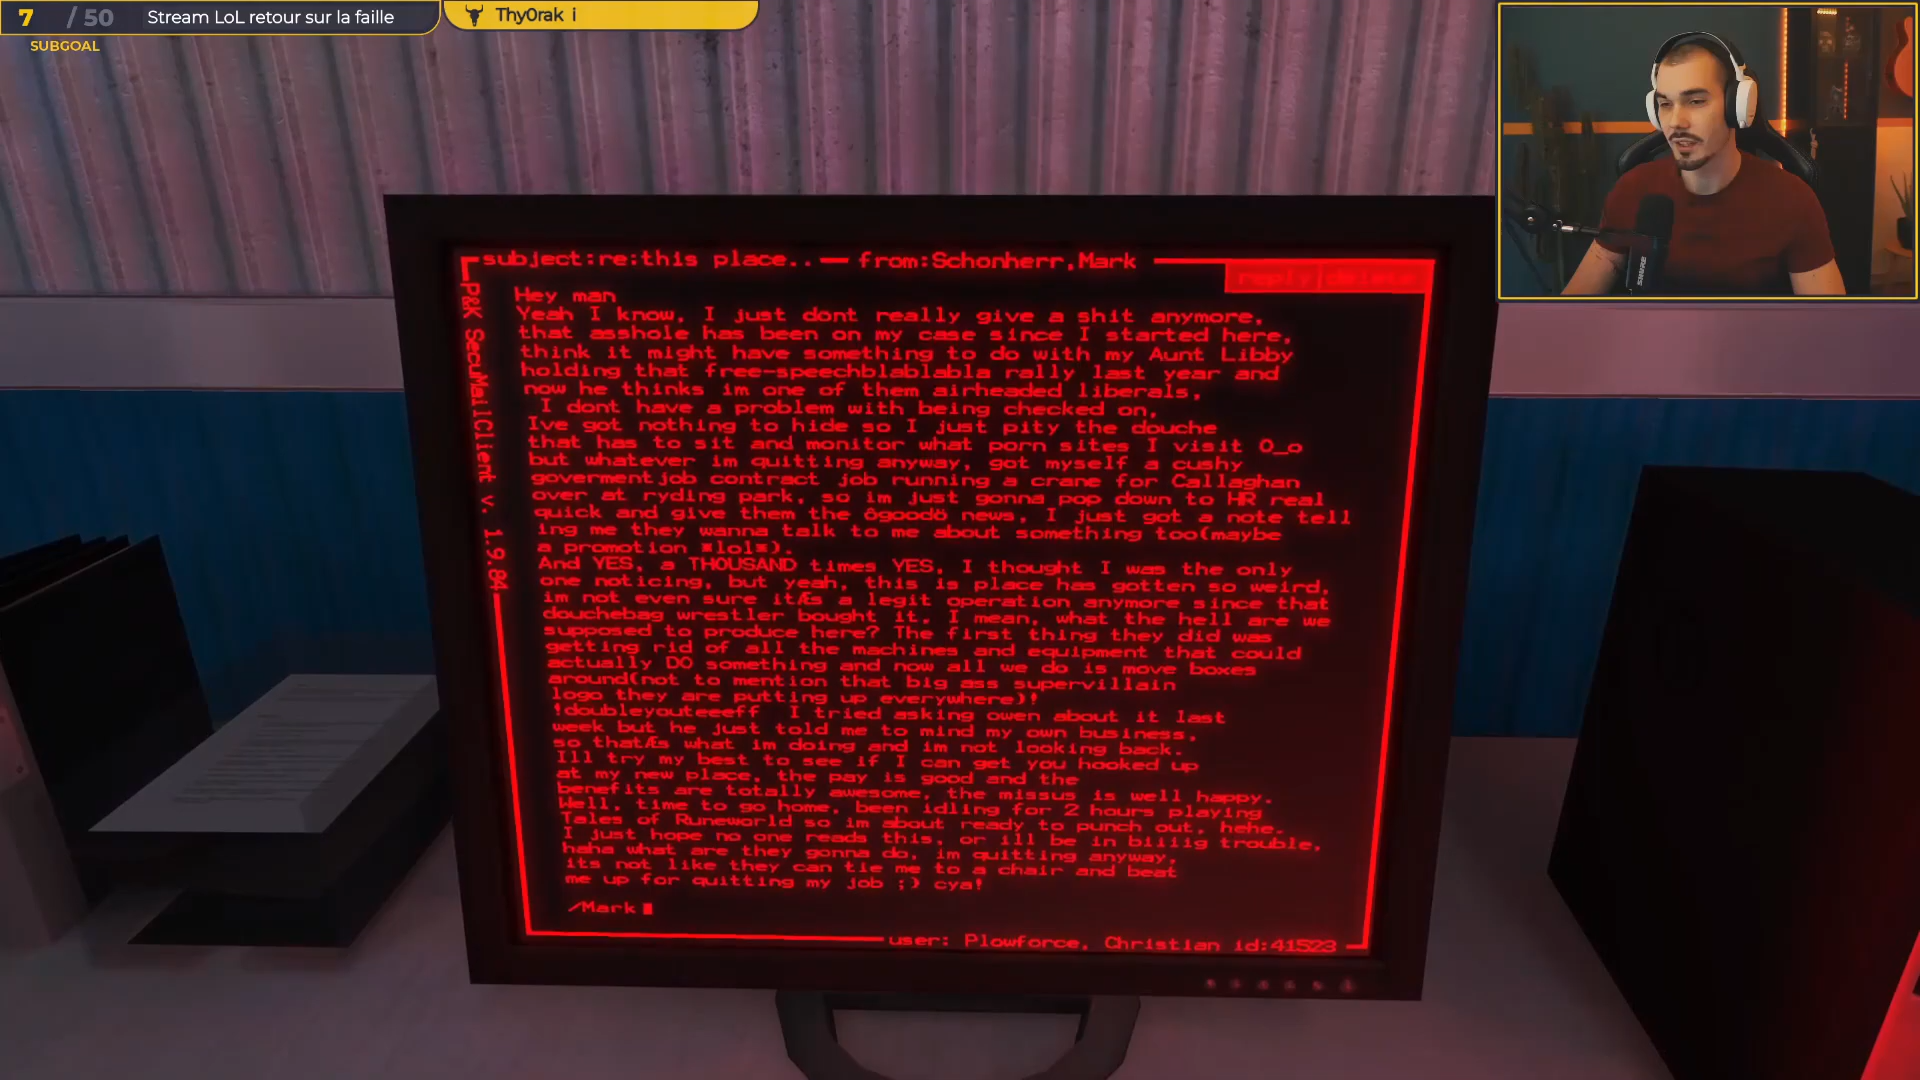 7 / 50 Stream LoL retour sur la faille
Thy0rak i
SUBGOAL
subject:re:this place.. from:Schonherr,Mark
reply
P&K SecuMailClient v. 1.9.84
Hey man
Yeah I know, I just dont really give a shit anymore,
that asshole has been on my case since I started here,
think it might have something to do with my Aunt Libby
holding that free-speechblablabla rally last year and
now he thinks im one of them airheaded liberals,
I dont have a problem with being checked on,
Ive got nothing to hide so I just pity the douche
that has to sit and monitor what porn sites I visit O_o
but whatever im quitting anyway, got myself a cushy
goverment job contract job running a crane for Callaghan
over at ryding park, so im just gonna pop down to HR real
quick and give them the ôgoodö news, I just got a note tell
ing me they wanna talk to me about something too(maybe
a promotion *lol*).
And YES, a THOUSAND times YES, I thought I was the only
one noticing, but yeah, this is place has gotten so weird,
im not even sure itÆs a legit operation anymore since that
douchebag wrestler bought it. I mean, what the hell are we
supposed to produce here? The first thing they did was
getting rid of all the machines and equipment that could
actually DO something and now all we do is move boxes
around(not to mention that big ass supervillain
logo they are putting up everywhere)!
!doubleyouteeeff I tried asking owen about it last
week but he just told me to mind my own business,
so thatÆs what im doing and im not looking back.
Ill try my best to see if I can get you hooked up
at my new place, the pay is good and the
benefits are totally awesome, the missus is well happy.
Well, time to go home, been idling for 2 hours playing
Tales of Runeworld so im about ready to punch out, hehe.
I just hope no one reads this, or ill be in biiiig trouble,
haha what are they gonna do, im quitting anyway,
its not like they can tie me to a chair and beat
me up for quitting my job ;) cya!
/Mark
user: Plowforce, Christian id:41523
SHURE